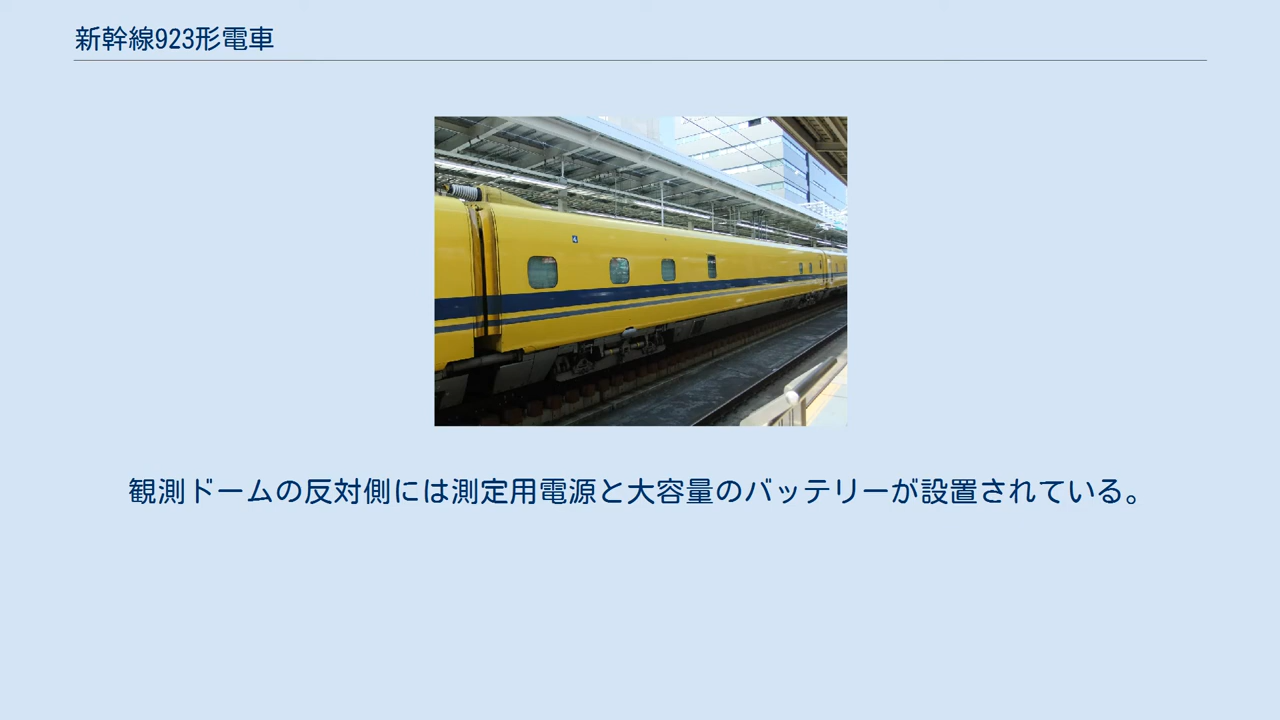 新幹線923形電車
4
観測ドームの反対側には測定用電源と大容量のバッテリーが設置されている。